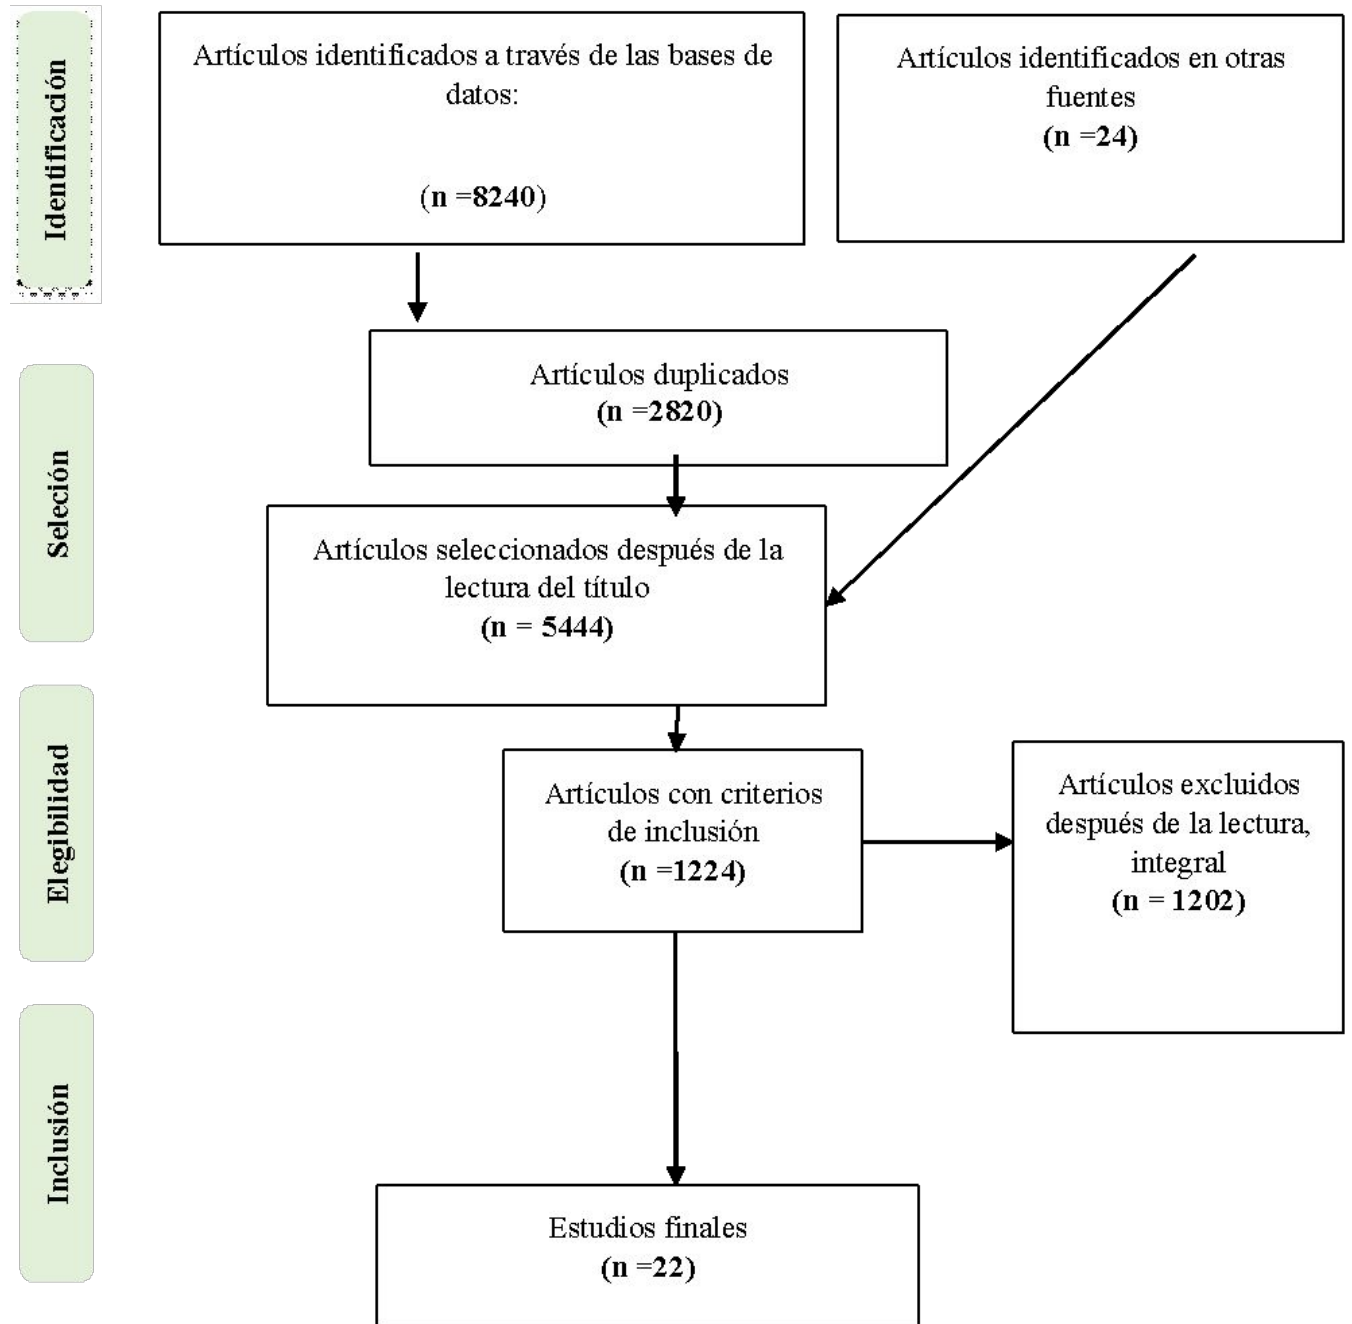 Identificación
Artículos identificados a través de las bases de
datos:
(n =8240)
Artículos identificados en otras
fuentes
(n =24)
Seleción
Artículos duplicados
(n =2820)
Artículos seleccionados después de la
lectura del título
(n = 5444)
Elegibilidad
Artículos con criterios
de inclusión
(n =1224)
Artículos excluidos
después de la lectura,
integral
(n = 1202)
Inclusión
Estudios finales
(n =22)